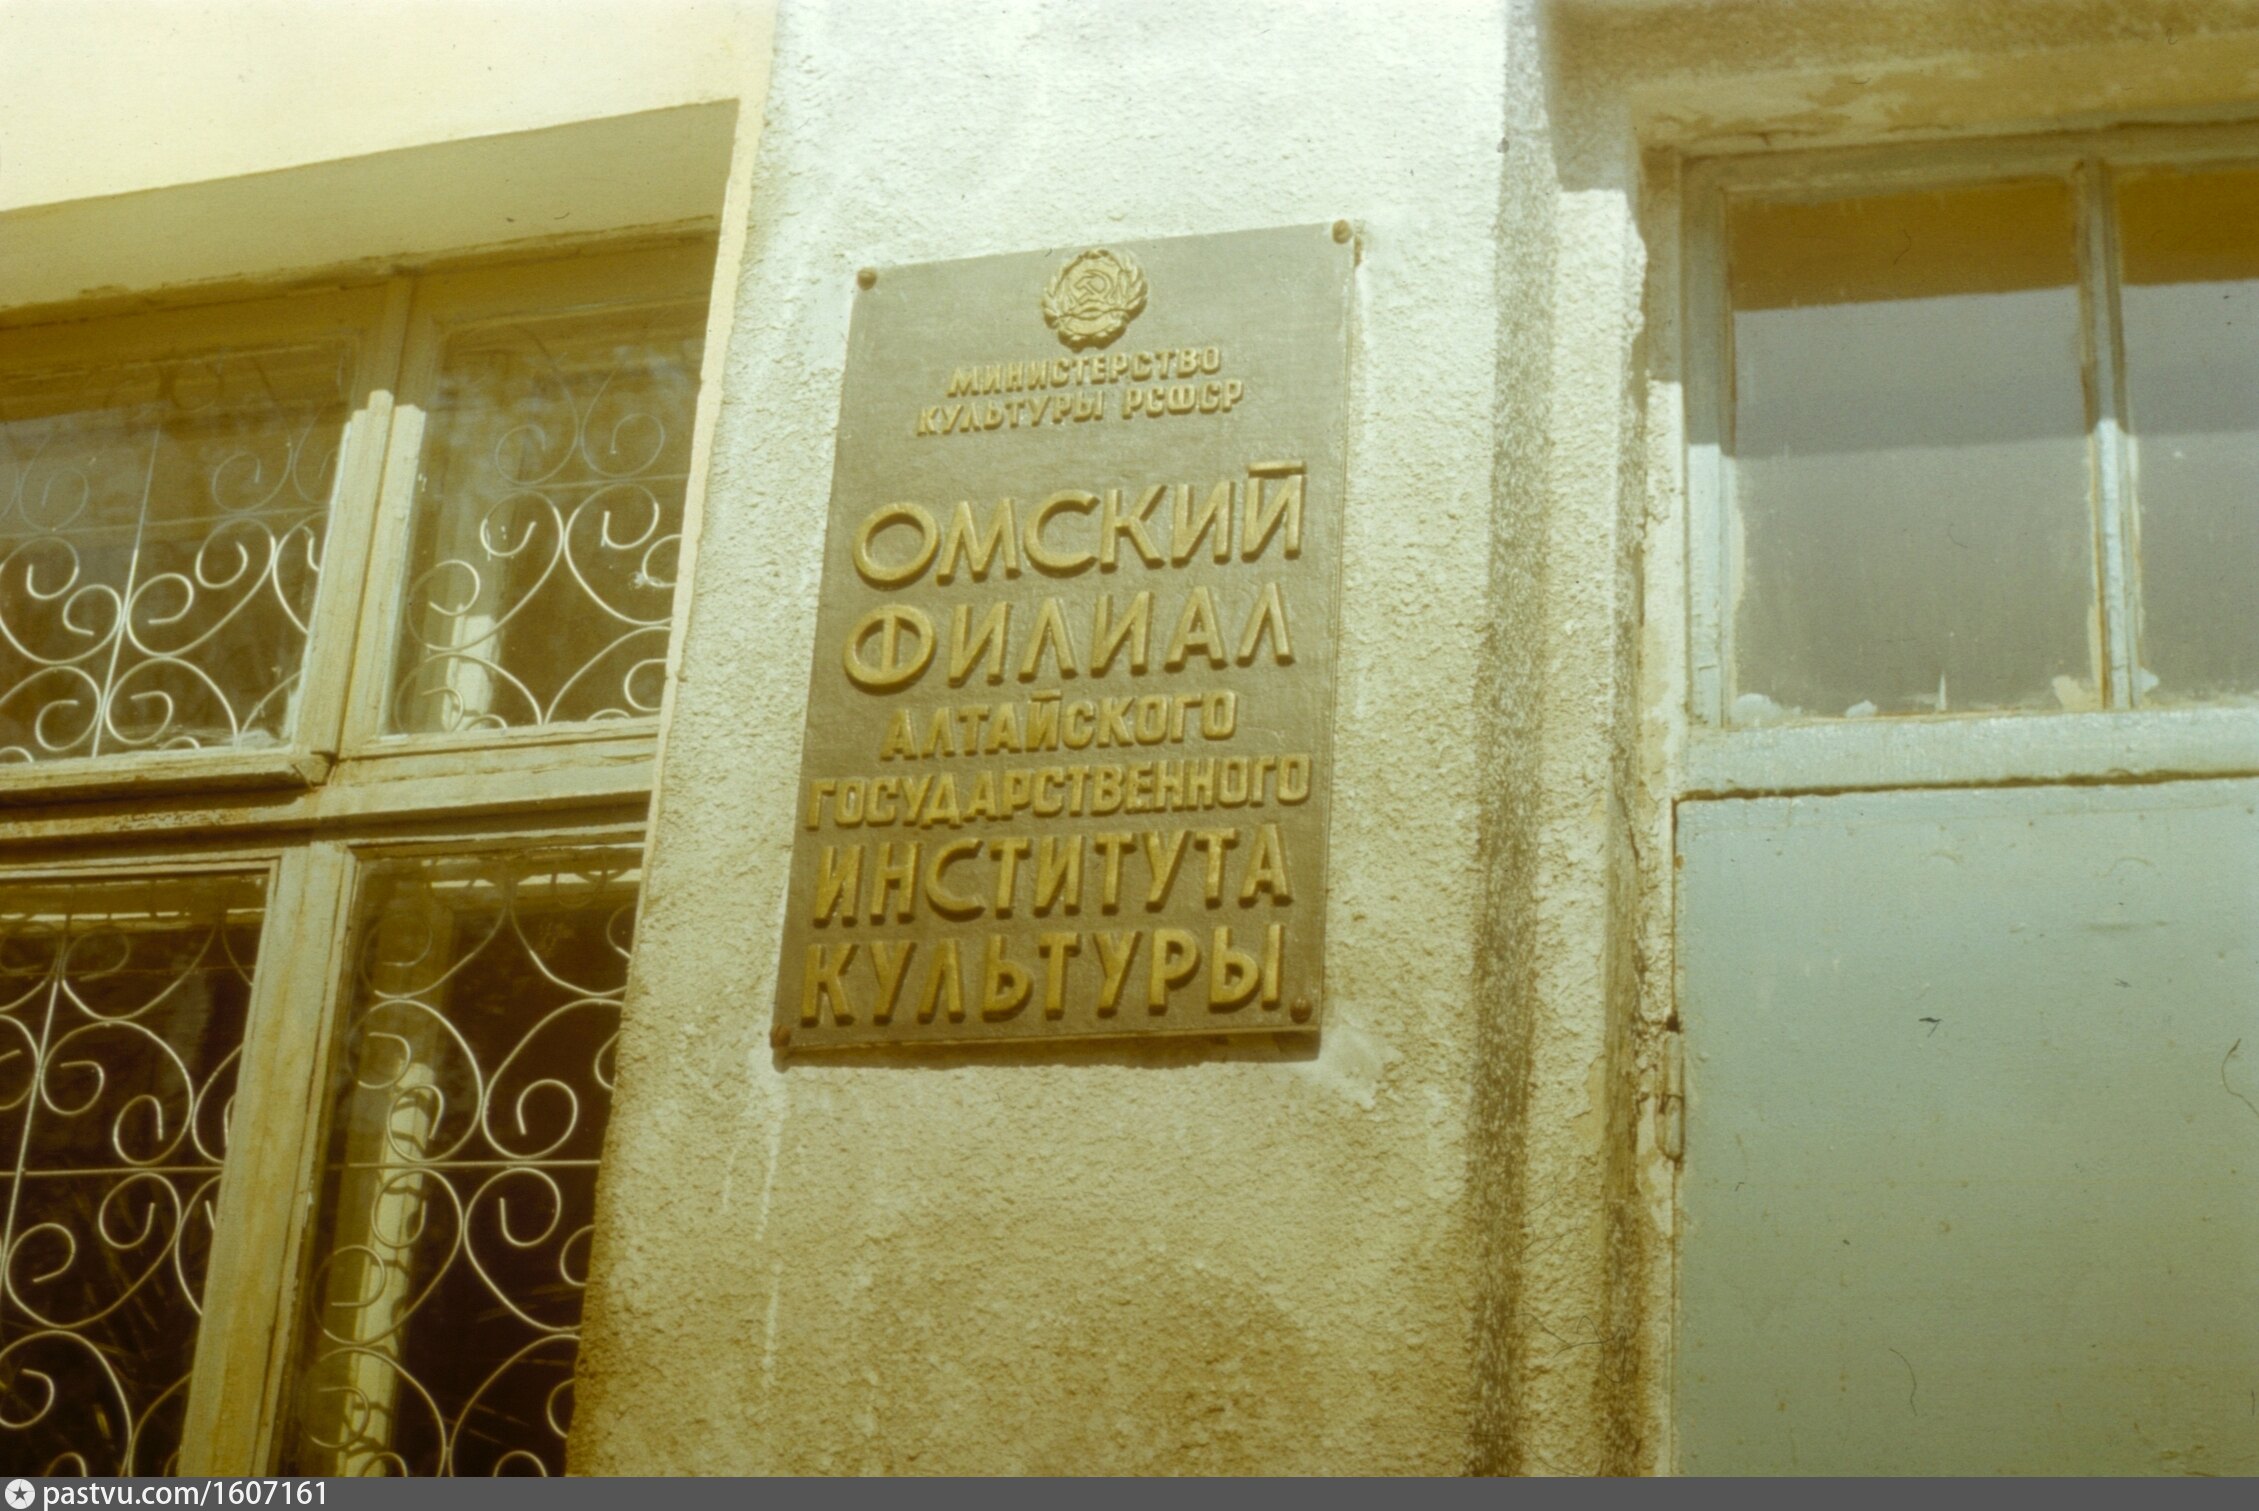 МИНИСТЕРСТВО
КУЛЬТУРЫ РСФСР
ОМСКИЙ
ФИЛИАЛ
АЛТАЙСКОГО
ГОСУДАРСТВЕННОГО
ИНСТИТУТА
КУЛЬТУРЫ
pastvu.com/1607161